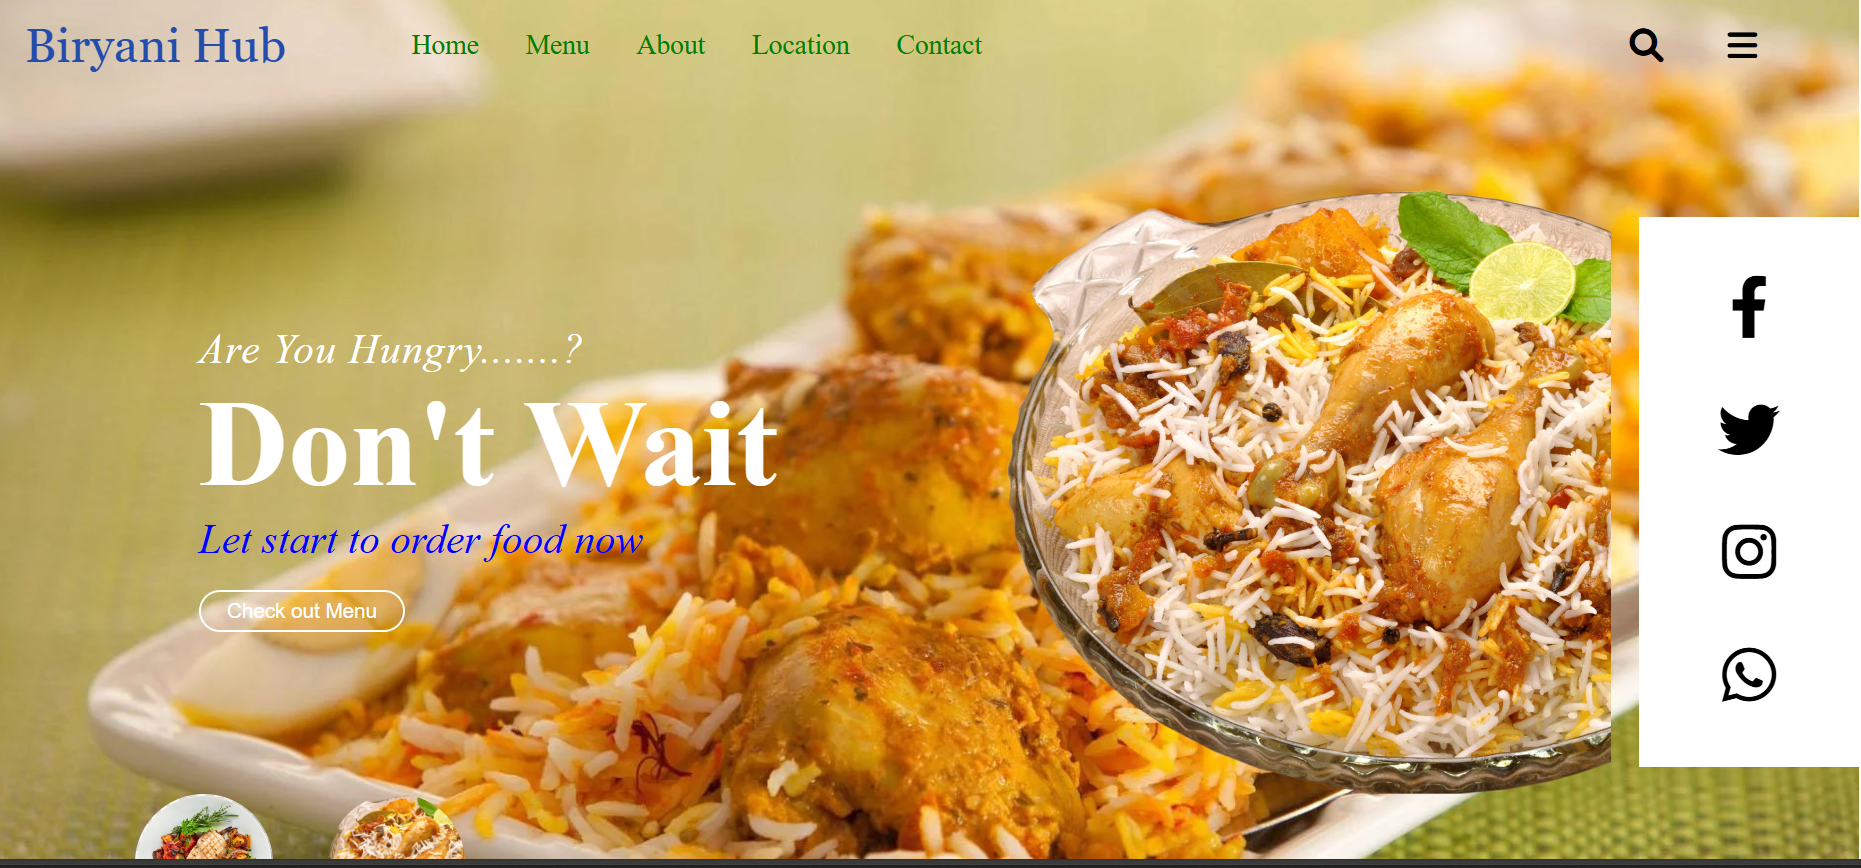 Biryani Hub
Home Menu About Location Contact
Are You Hungry.......?
Don't Wait
Let start to order food now
Check out Menu